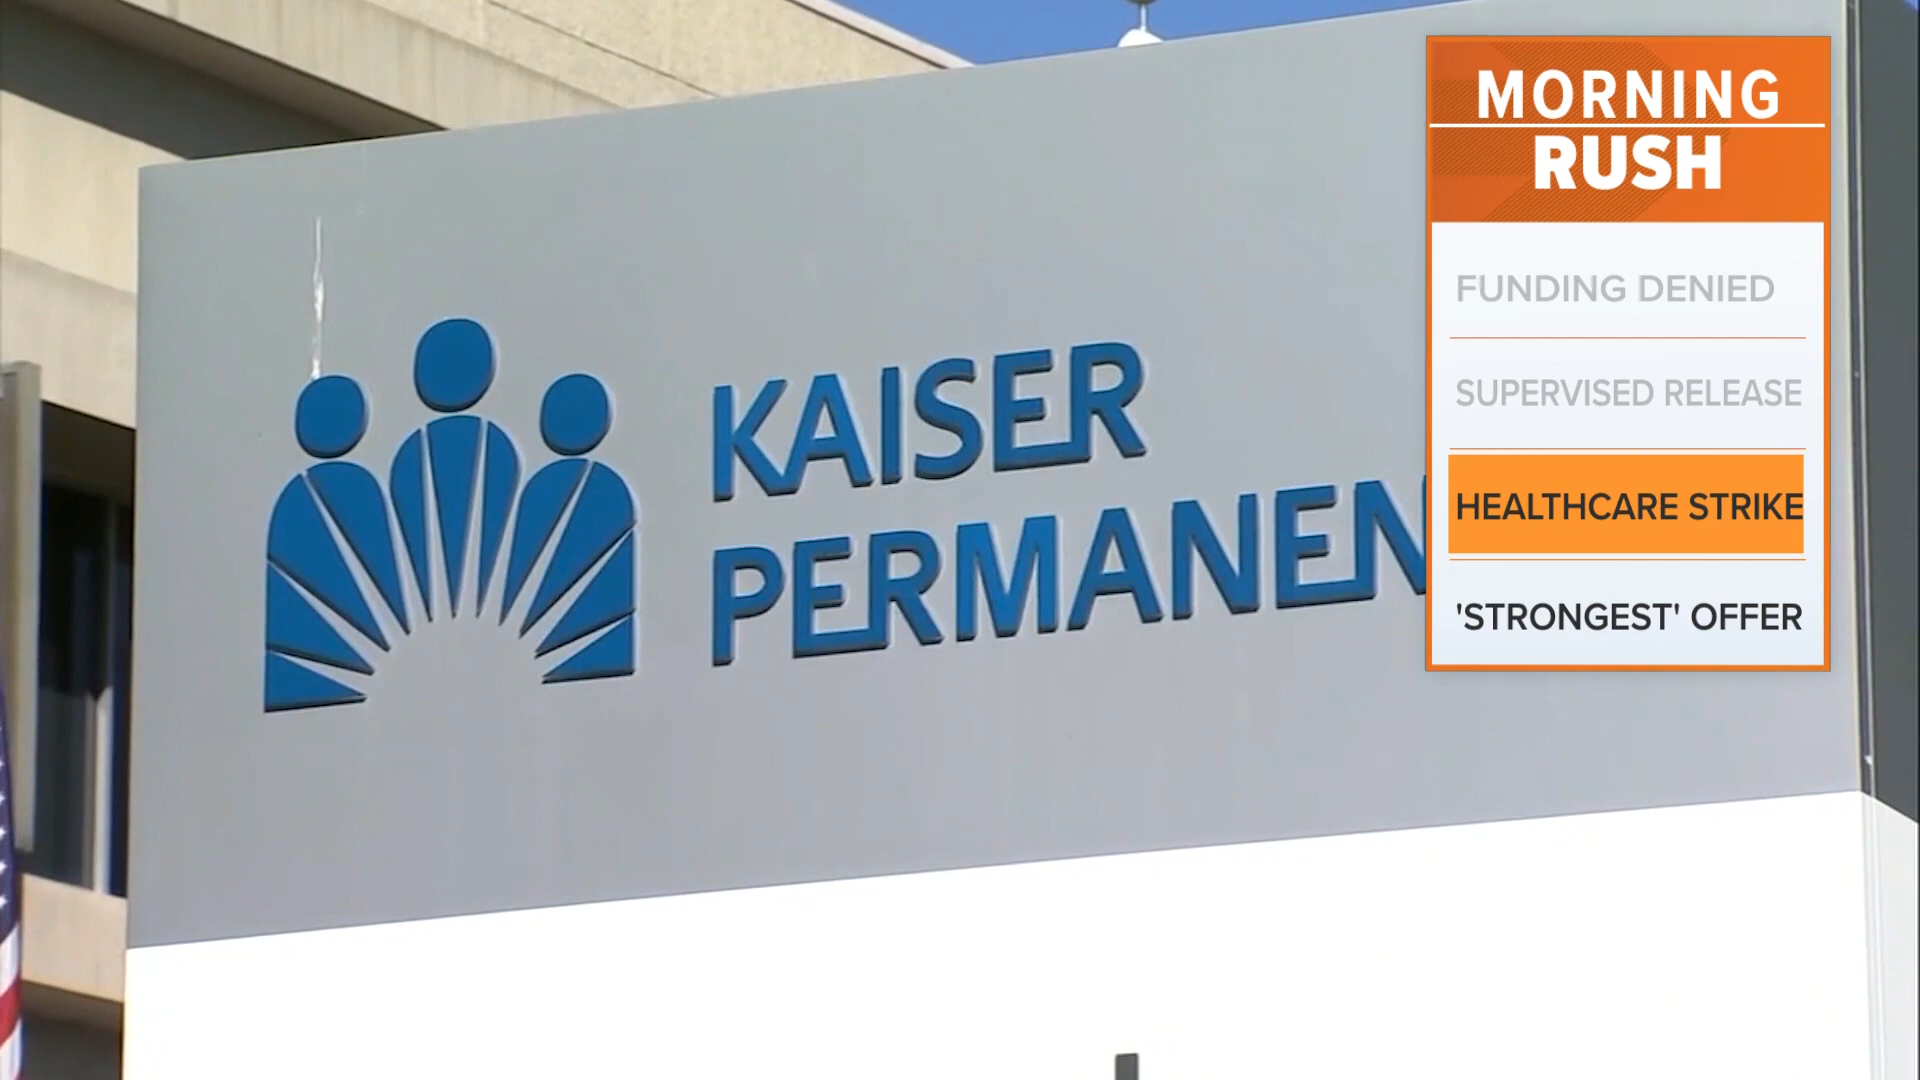 KAISER
PERMANEN
MORNING
RUSH
FUNDING DENIED
SUPERVISED RELEASE
HEALTHCARE STRIKE
'STRONGEST' OFFER